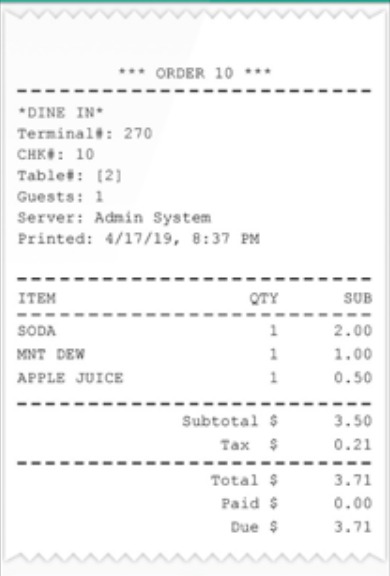 *** ORDER 10 ***
*DINE IN*
Terminal#: 270
CHK#: 10
Table#: [2]
Guests: 1
Server: Admin System
Printed: 4/17/19, 8:37 PM
ITEM QTY SUB
SODA 1 2.00
MNT DEW 1 1.00
APPLE JUICE 1 0.50
Subtotal $ 3.50
Tax $ 0.21
Total $ 3.71
Paid $ 0.00
Due $ 3.71